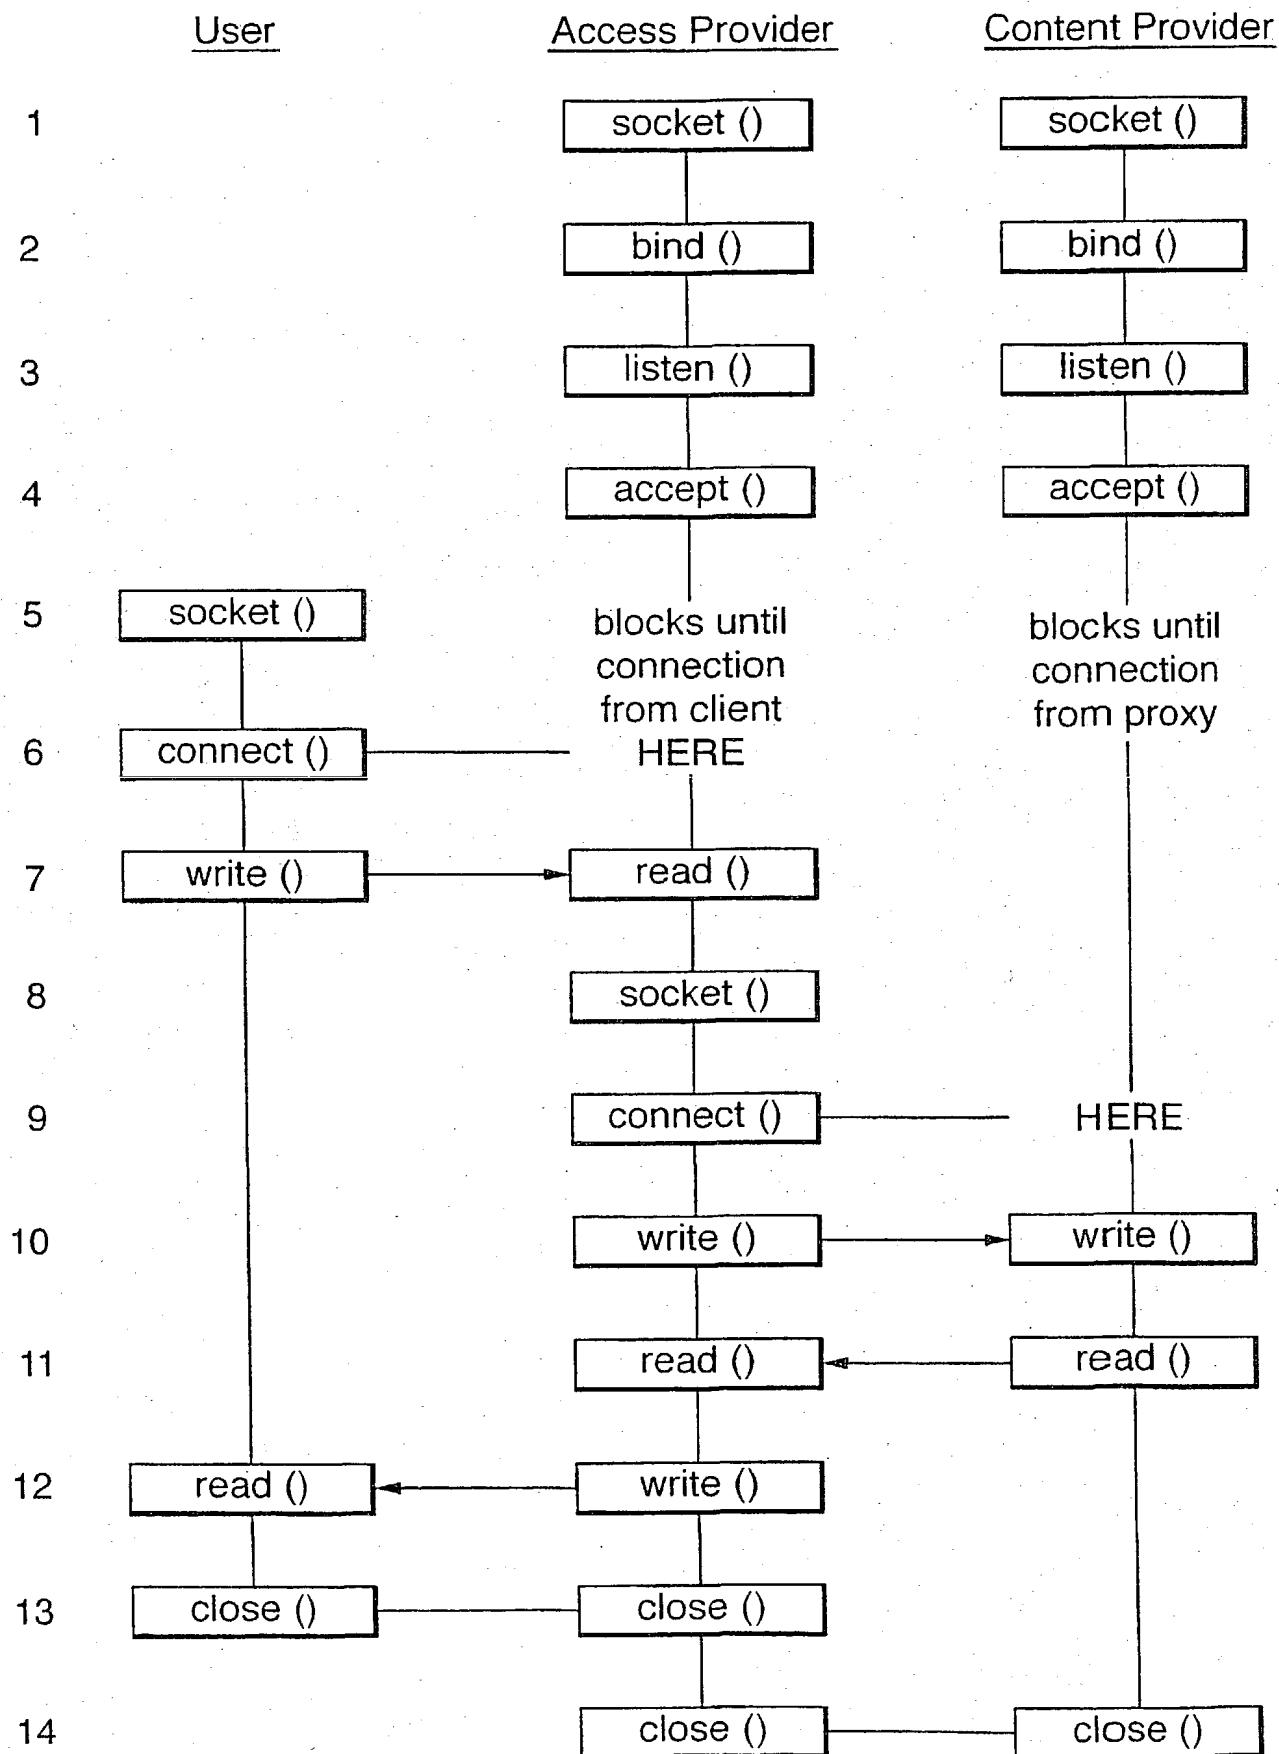 User Access Provider Content Provider
1 socket () socket ()
2 bind () bind ()
3 listen () listen ()
4 accept () accept ()
5 socket () blocks until blocks until
connection connection
from client from proxy
6 connect () HERE
7 write () read ()
8 socket ()
9 connect () HERE
10 write () write ()
11 read () read ()
12 read () write ()
13 close () close ()
14 close () close ()